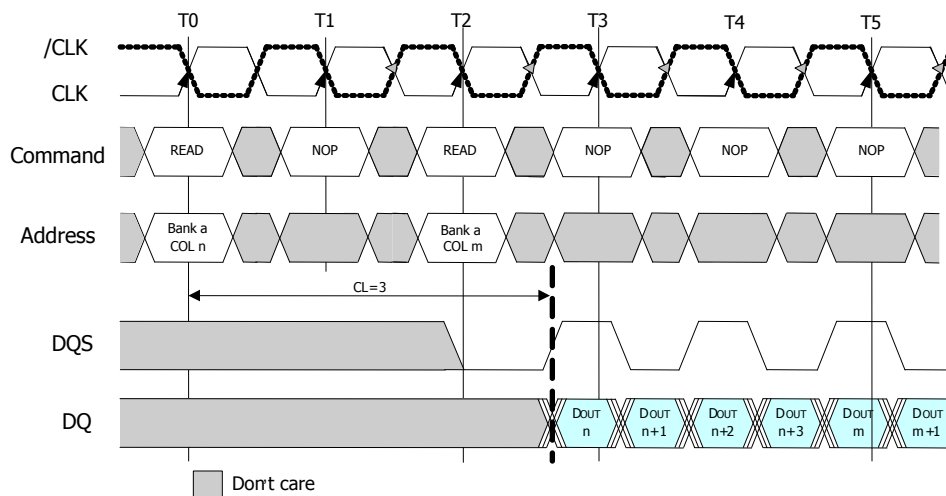 T0 T1 T2 T3 T4 T5
/CLK
CLK
Command READ NOP READ NOP NOP NOP
Address Bank a COL n Bank a COL m
CL=3
DQS
DQ DOUT n DOUT n+1 DOUT n+2 DOUT n+3 DOUT m DOUT m+1
Don't care